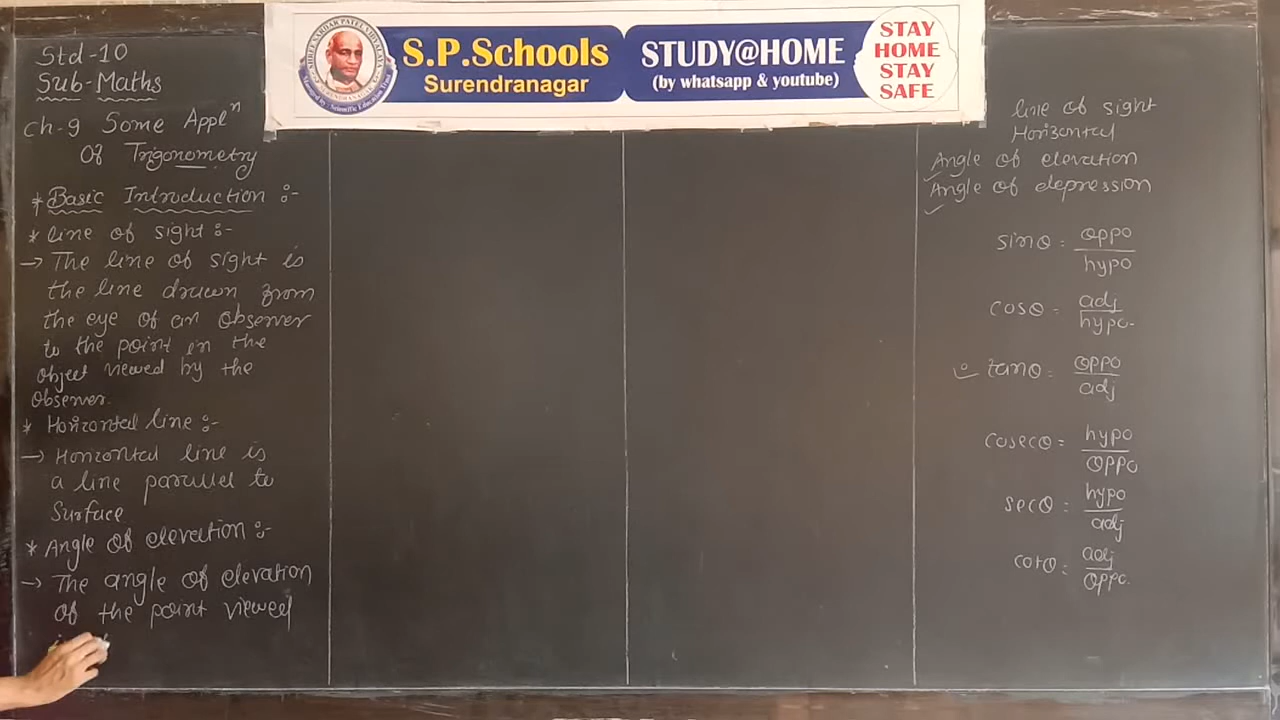 S.P.Schools
Surendranagar
STUDY@HOME
(by whatsapp & youtube)
STAY
HOME
STAY
SAFE
Std-10
Sub-Maths
Ch-9 Some Applⁿ
Of Trigonometry
* Basic Introduction :-
* line of sight :-
→ The line of sight is
the line drawn from
the eye of an observer
to the point in the
object viewed by the
observer.
* Horizontal line :-
→ Horizontal line is
a line parallel to
Surface
* Angle of elevation :-
→ The angle of elevation
of the point viewed
line of sight
Horizontal
Angle of elevation
Angle of depression
sinθ = oppo/hypo
cosθ = adj/hypo.
tanθ = oppo/adj
cosecθ = hypo/oppo
secθ = hypo/adj
cotθ = adj/oppo.